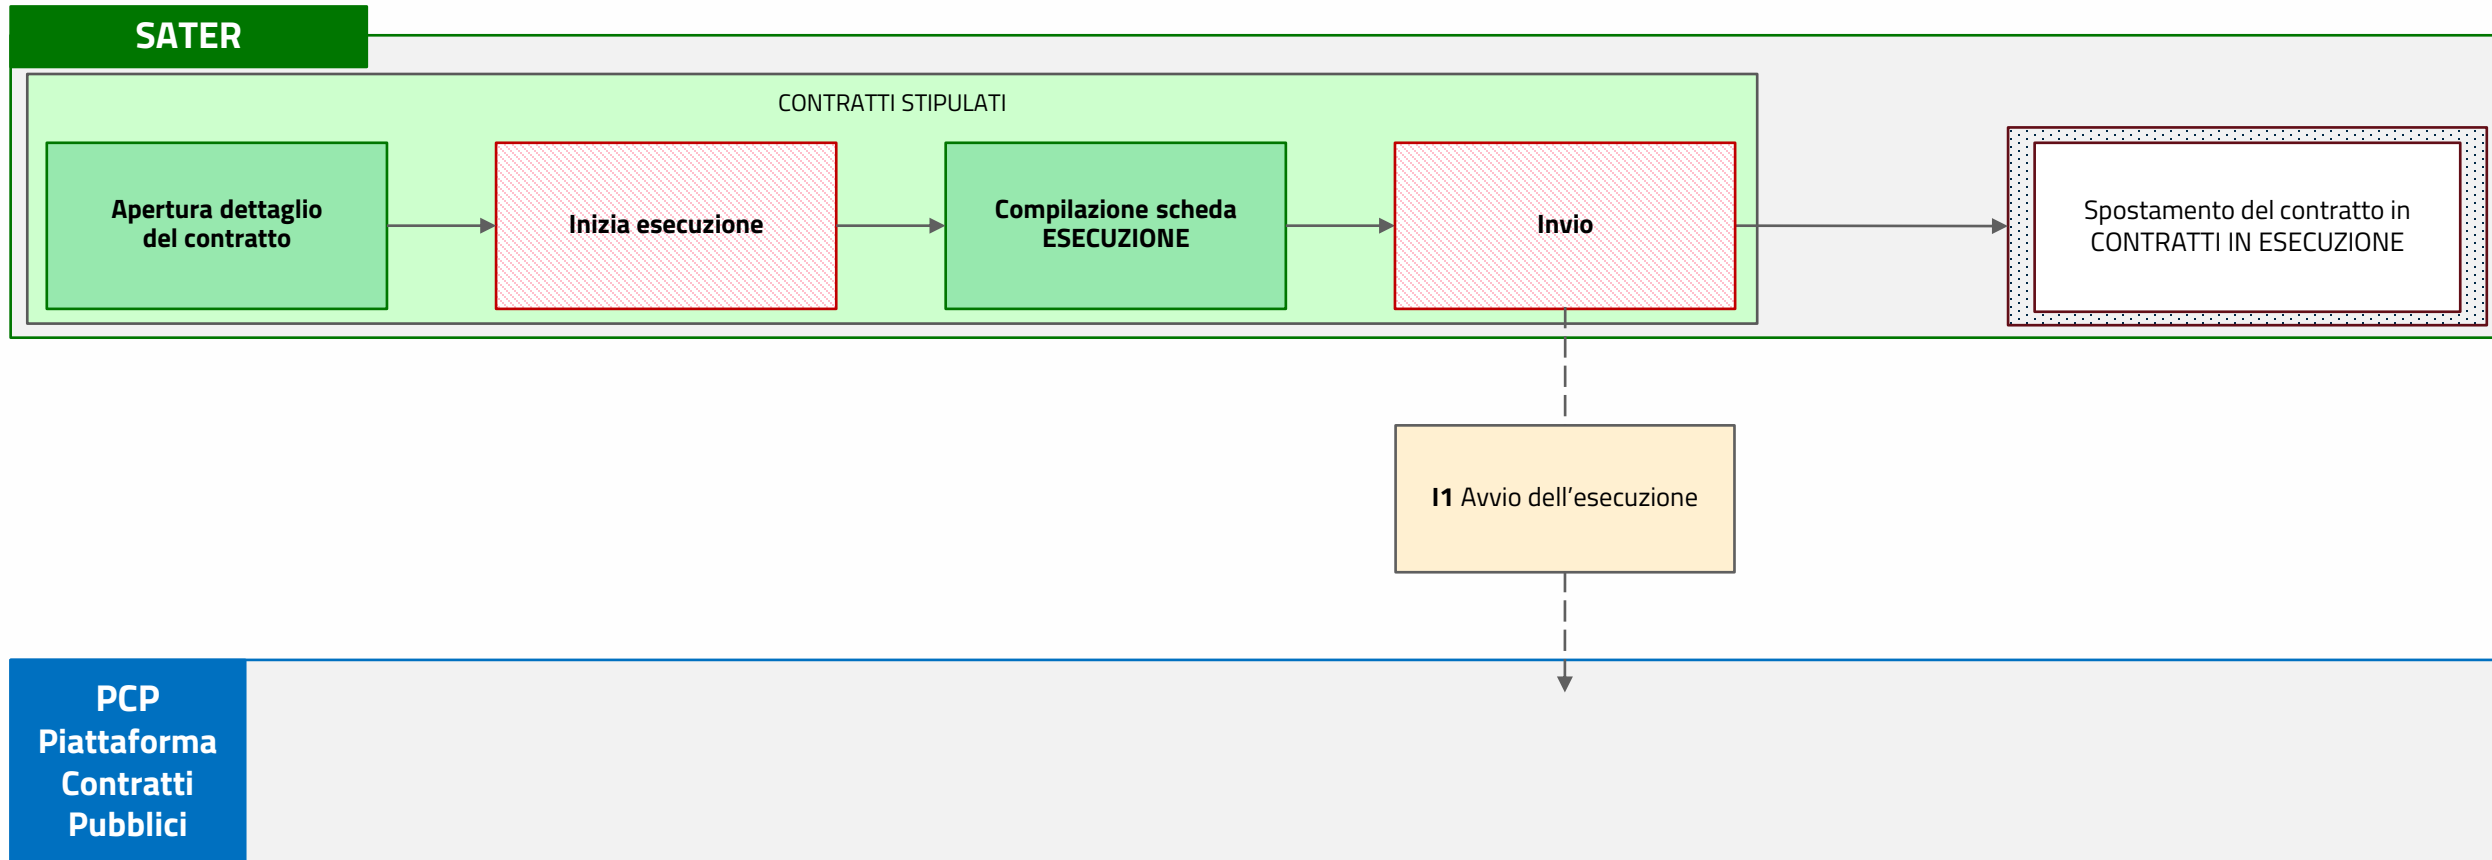 SATER
CONTRATTI STIPULATI
Apertura dettaglio
del contratto
Inizia esecuzione
Compilazione scheda
ESECUZIONE
Invio
Spostamento del contratto in
CONTRATTI IN ESECUZIONE
I1 Avvio dell’esecuzione
PCP
Piattaforma
Contratti
Pubblici